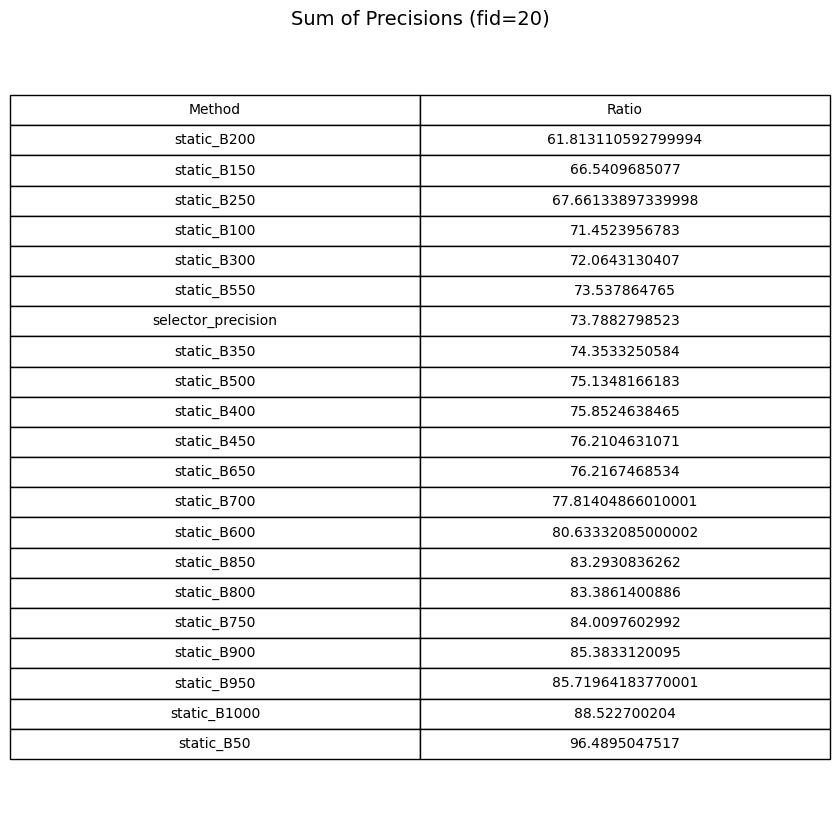 Sum of Precisions (fid=20)
Method Ratio
static_B200 61.813110592799994
static_B150 66.5409685077
static_B250 67.66133897339998
static_B100 71.4523956783
static_B300 72.0643130407
static_B550 73.537864765
selector_precision 73.7882798523
static_B350 74.3533250584
static_B500 75.1348166183
static_B400 75.8524638465
static_B450 76.2104631071
static_B650 76.2167468534
static_B700 77.81404866010001
static_B600 80.63332085000002
static_B850 83.2930836262
static_B800 83.3861400886
static_B750 84.0097602992
static_B900 85.3833120095
static_B950 85.71964183770001
static_B1000 88.522700204
static_B50 96.4895047517